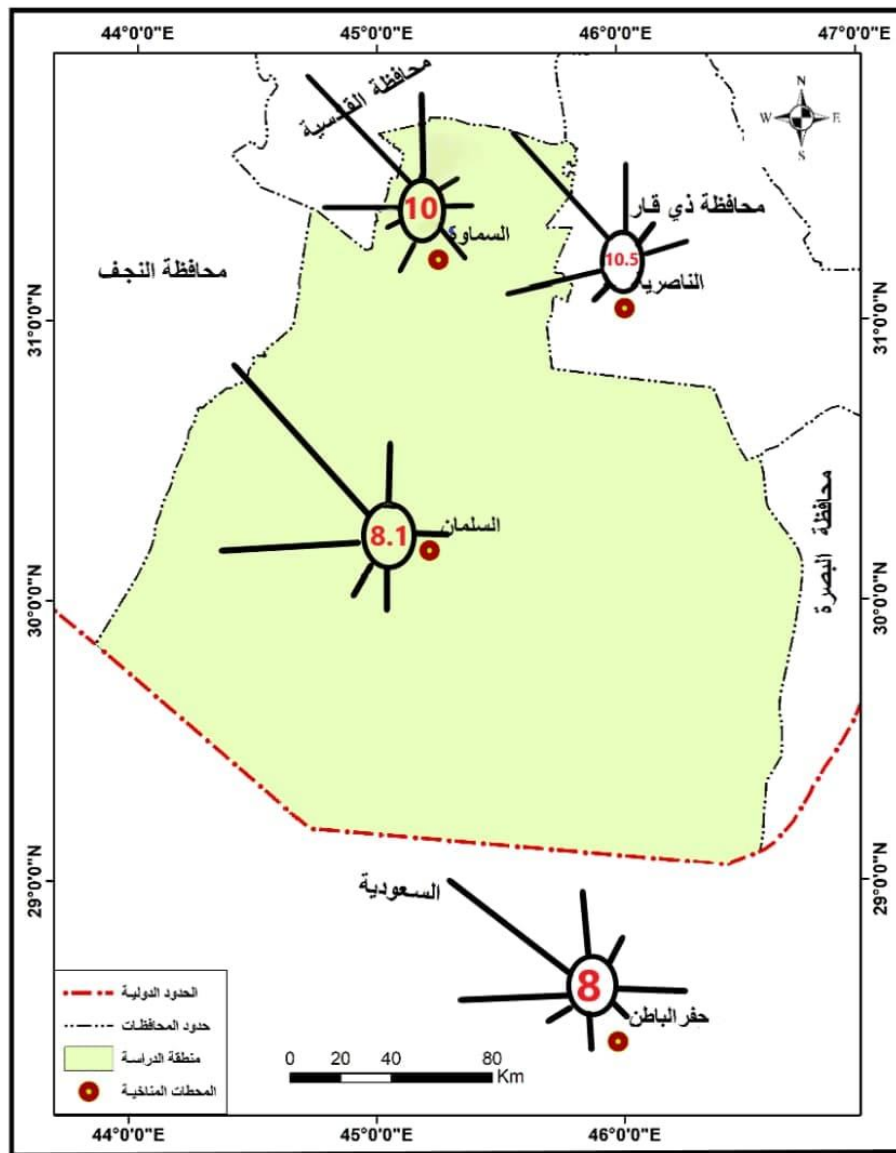 44°0'0"E 45°0'0"E 46°0'0"E 47°0'0"E
N
W E
S
محافظة القدسية
10
السماوة
محافظة ذي قار
10.5
الناصرية
محافظة النجف
31°0'0"N 31°0'0"N
8.1
السلمان
محافظة البصرة
30°0'0"N 30°0'0"N
السعودية
29°0'0"N 29°0'0"N
8
حفر الباطن
الحدود الدولية
حدود المحافظات
منطقة الدراسة
المحطات المناخية
0 20 40 80
Km
44°0'0"E 45°0'0"E 46°0'0"E